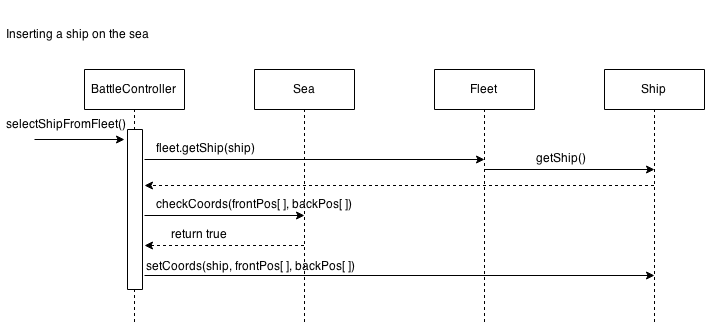 Inserting a ship on the sea
BattleController
Sea
Fleet
Ship
selectShipFromFleet()
fleet.getShip(ship)
getShip()
checkCoords(frontPos[ ], backPos[ ])
return true
setCoords(ship, frontPos[ ], backPos[ ])